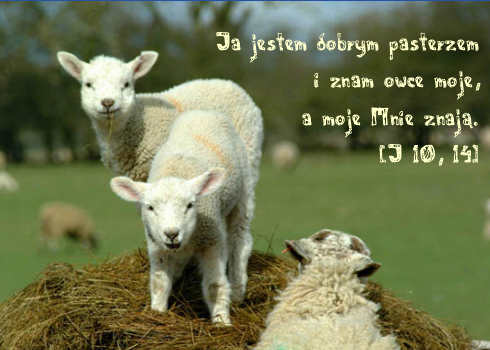 Ja jestem dobrym pasterzem
i znam owce moje,
a moje Mnie znają.
[J 10, 14]